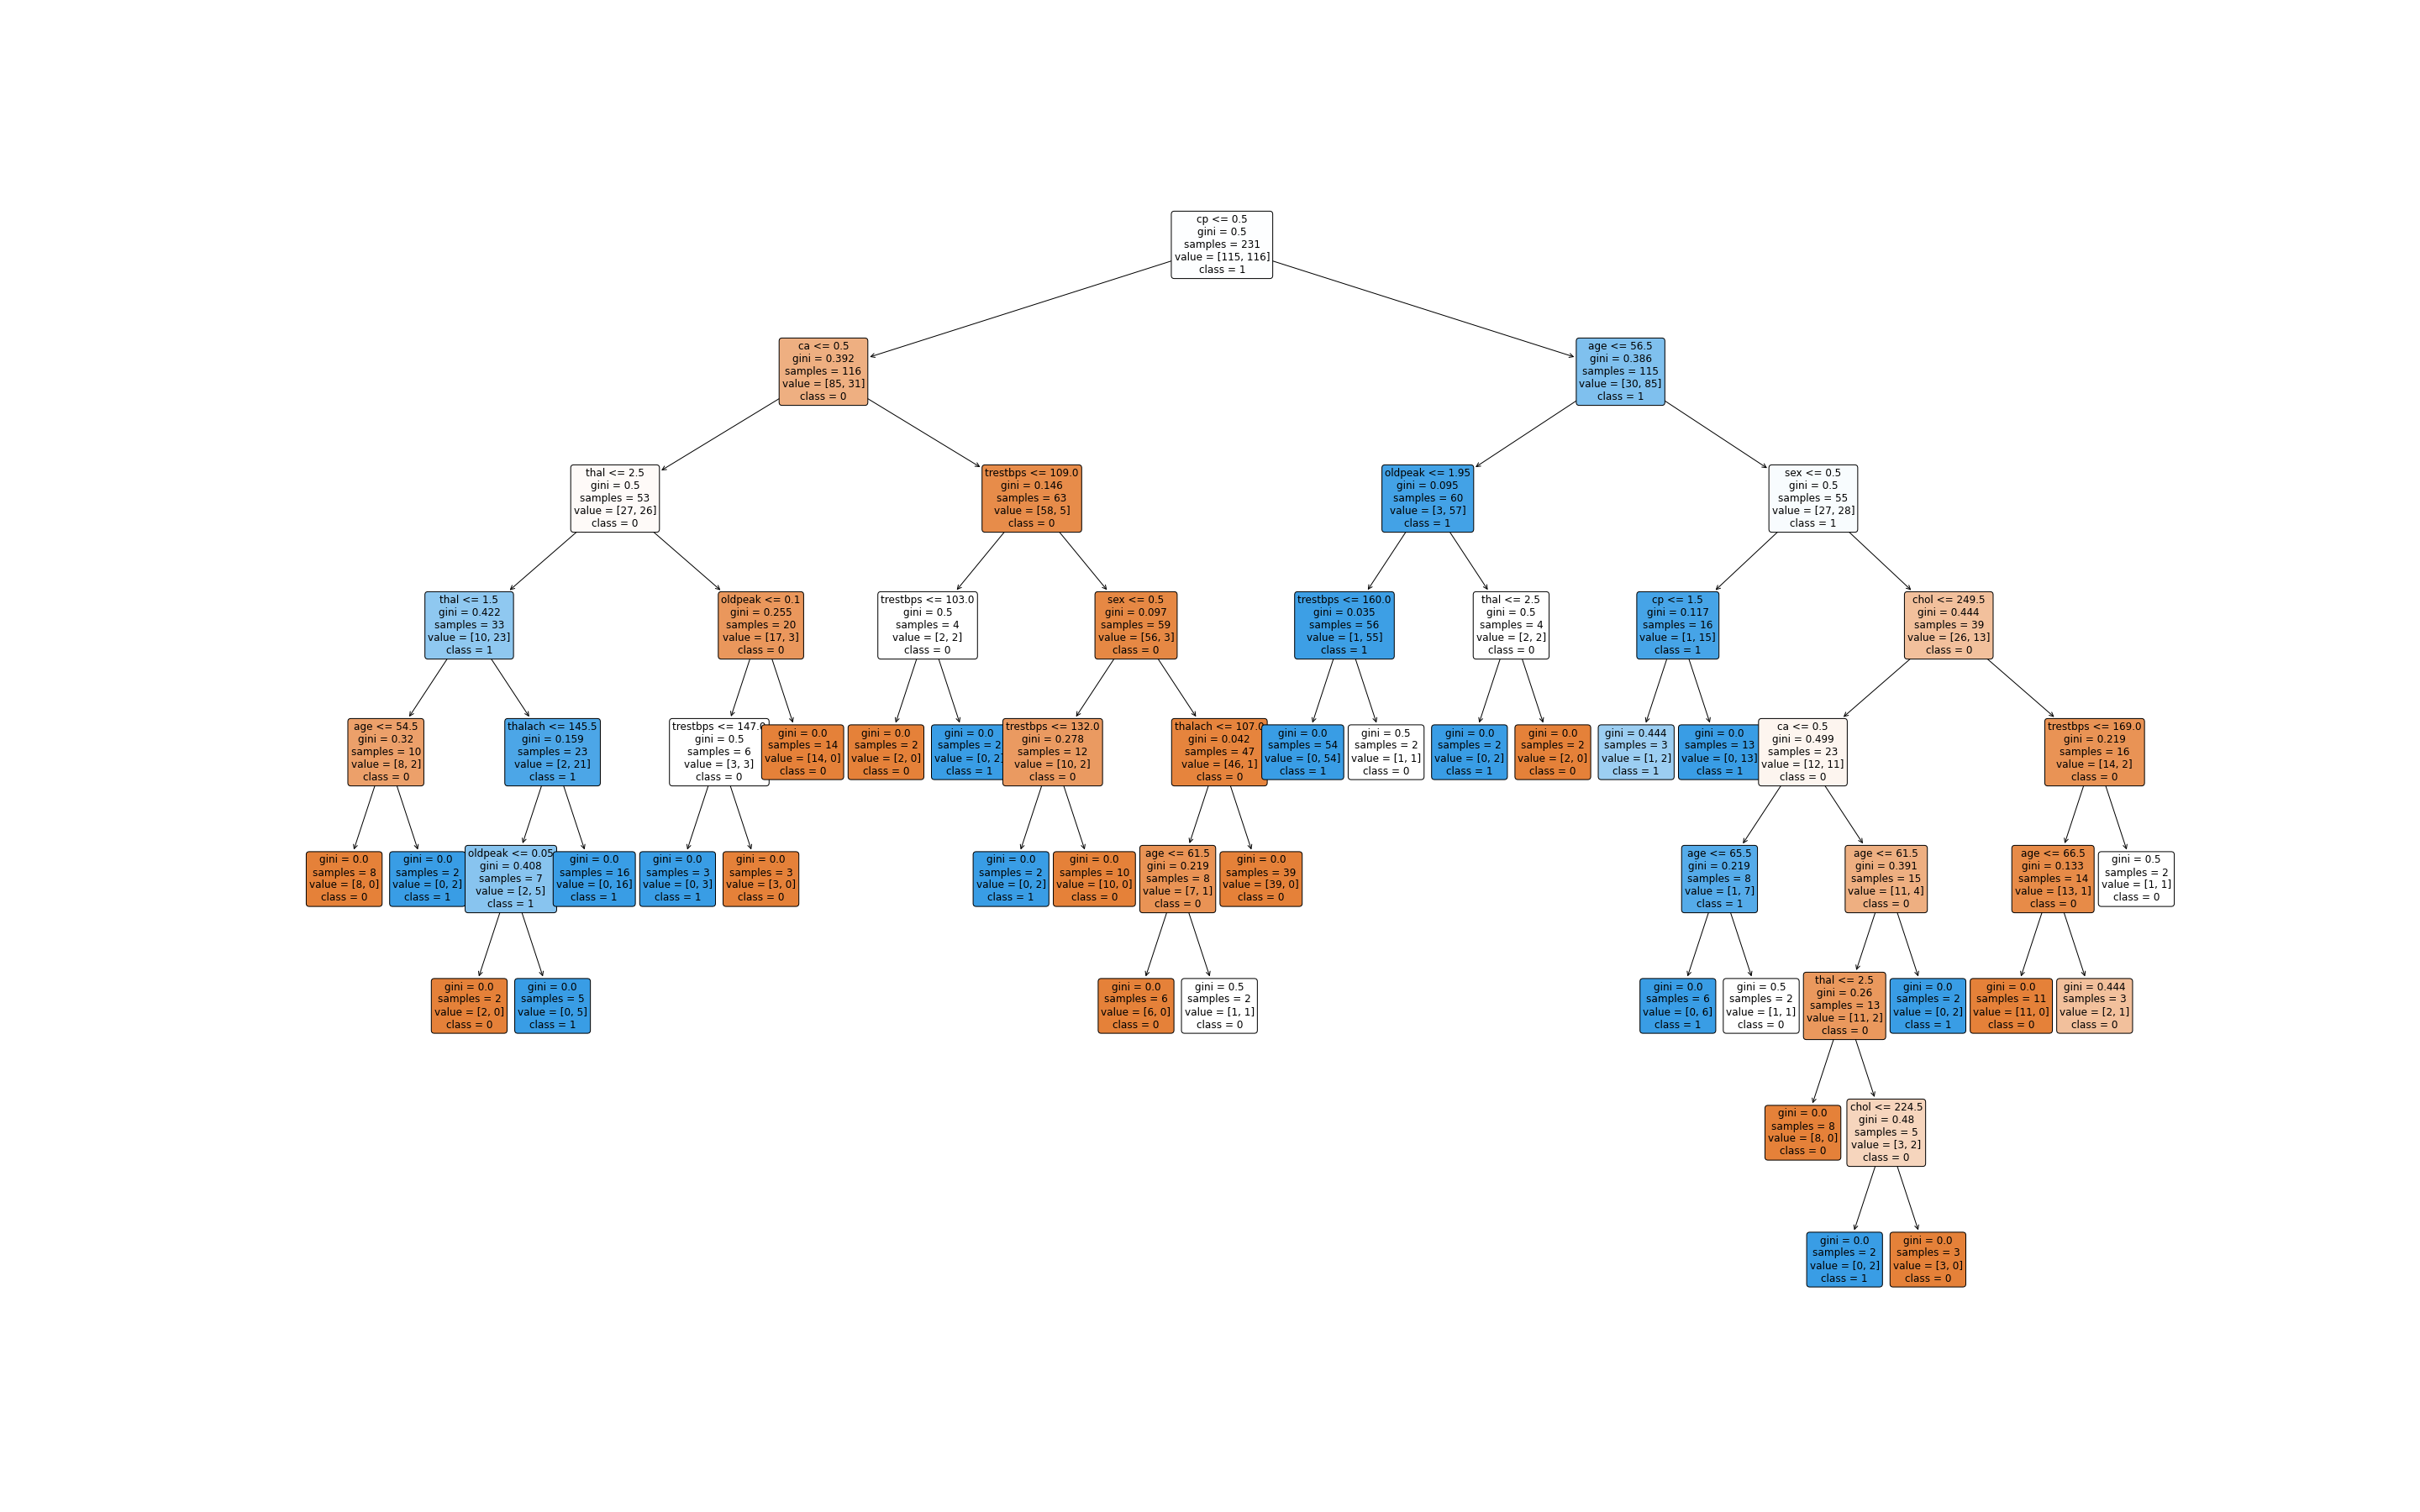 cp <= 0.5
gini = 0.5
samples = 231
value = [115, 116]
class = 1
ca <= 0.5
gini = 0.392
samples = 116
value = [85, 31]
class = 0
age <= 56.5
gini = 0.386
samples = 115
value = [30, 85]
class = 1
thal <= 2.5
gini = 0.5
samples = 53
value = [27, 26]
class = 0
trestbps <= 109.0
gini = 0.146
samples = 63
value = [58, 5]
class = 0
oldpeak <= 1.95
gini = 0.095
samples = 60
value = [3, 57]
class = 1
sex <= 0.5
gini = 0.5
samples = 55
value = [27, 28]
class = 1
thal <= 1.5
gini = 0.422
samples = 33
value = [10, 23]
class = 1
oldpeak <= 0.1
gini = 0.255
samples = 20
value = [17, 3]
class = 0
trestbps <= 103.0
gini = 0.5
samples = 4
value = [2, 2]
class = 0
sex <= 0.5
gini = 0.097
samples = 59
value = [56, 3]
class = 0
trestbps <= 160.0
gini = 0.035
samples = 56
value = [1, 55]
class = 1
thal <= 2.5
gini = 0.5
samples = 4
value = [2, 2]
class = 0
cp <= 1.5
gini = 0.117
samples = 16
value = [1, 15]
class = 1
chol <= 249.5
gini = 0.444
samples = 39
value = [26, 13]
class = 0
age <= 54.5
gini = 0.32
samples = 10
value = [8, 2]
class = 0
thalach <= 145.5
gini = 0.159
samples = 23
value = [2, 21]
class = 1
trestbps <= 147.0
gini = 0.5
samples = 6
value = [3, 3]
class = 0
gini = 0.0
samples = 14
value = [14, 0]
class = 0
gini = 0.0
samples = 2
value = [2, 0]
class = 0
gini = 0.0
samples = 2
value = [0, 2]
class = 1
trestbps <= 132.0
gini = 0.278
samples = 12
value = [10, 2]
class = 0
thalach <= 107.0
gini = 0.042
samples = 47
value = [46, 1]
class = 0
gini = 0.0
samples = 54
value = [0, 54]
class = 1
gini = 0.5
samples = 2
value = [1, 1]
class = 0
gini = 0.0
samples = 2
value = [0, 2]
class = 1
gini = 0.0
samples = 2
value = [2, 0]
class = 0
gini = 0.444
samples = 3
value = [1, 2]
class = 1
gini = 0.0
samples = 13
value = [0, 13]
class = 1
ca <= 0.5
gini = 0.499
samples = 23
value = [12, 11]
class = 0
trestbps <= 169.0
gini = 0.219
samples = 16
value = [14, 2]
class = 0
gini = 0.0
samples = 8
value = [8, 0]
class = 0
gini = 0.0
samples = 2
value = [0, 2]
class = 1
oldpeak <= 0.05
gini = 0.408
samples = 7
value = [2, 5]
class = 1
gini = 0.0
samples = 16
value = [0, 16]
class = 1
gini = 0.0
samples = 3
value = [0, 3]
class = 1
gini = 0.0
samples = 3
value = [3, 0]
class = 0
gini = 0.0
samples = 2
value = [0, 2]
class = 1
gini = 0.0
samples = 10
value = [10, 0]
class = 0
age <= 61.5
gini = 0.219
samples = 8
value = [7, 1]
class = 0
gini = 0.0
samples = 39
value = [39, 0]
class = 0
age <= 65.5
gini = 0.219
samples = 8
value = [1, 7]
class = 1
age <= 61.5
gini = 0.391
samples = 15
value = [11, 4]
class = 0
age <= 66.5
gini = 0.133
samples = 14
value = [13, 1]
class = 0
gini = 0.5
samples = 2
value = [1, 1]
class = 0
gini = 0.0
samples = 2
value = [2, 0]
class = 0
gini = 0.0
samples = 5
value = [0, 5]
class = 1
gini = 0.0
samples = 6
value = [6, 0]
class = 0
gini = 0.5
samples = 2
value = [1, 1]
class = 0
gini = 0.0
samples = 6
value = [0, 6]
class = 1
gini = 0.5
samples = 2
value = [1, 1]
class = 0
thal <= 2.5
gini = 0.26
samples = 13
value = [11, 2]
class = 0
gini = 0.0
samples = 2
value = [0, 2]
class = 1
gini = 0.0
samples = 11
value = [11, 0]
class = 0
gini = 0.444
samples = 3
value = [2, 1]
class = 0
gini = 0.0
samples = 8
value = [8, 0]
class = 0
chol <= 224.5
gini = 0.48
samples = 5
value = [3, 2]
class = 0
gini = 0.0
samples = 2
value = [0, 2]
class = 1
gini = 0.0
samples = 3
value = [3, 0]
class = 0